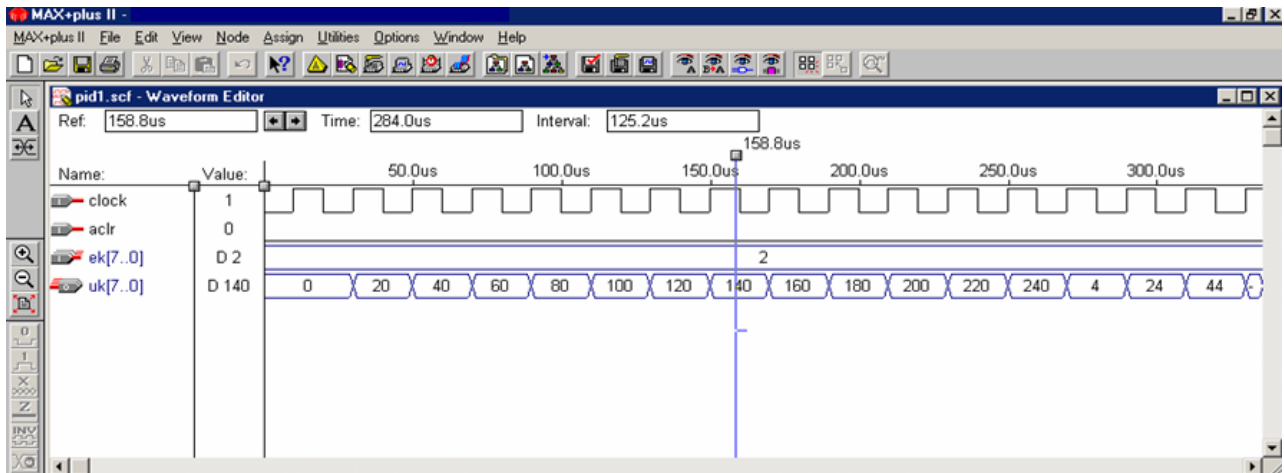 MAX+plus II -
MAX+plus II File Edit View Node Assign Utilities Options Window Help
pid1.scf - Waveform Editor
Ref: 158.8us Time: 284.0us Interval: 125.2us
158.8us
Name: Value: 50.0us 100.0us 150.0us 200.0us 250.0us 300.0us
clock 1
aclr 0
ek[7..0] D 2 2
uk[7..0] D 140 0 20 40 60 80 100 120 140 160 180 200 220 240 4 24 44
A
0
1
X
Z
INV